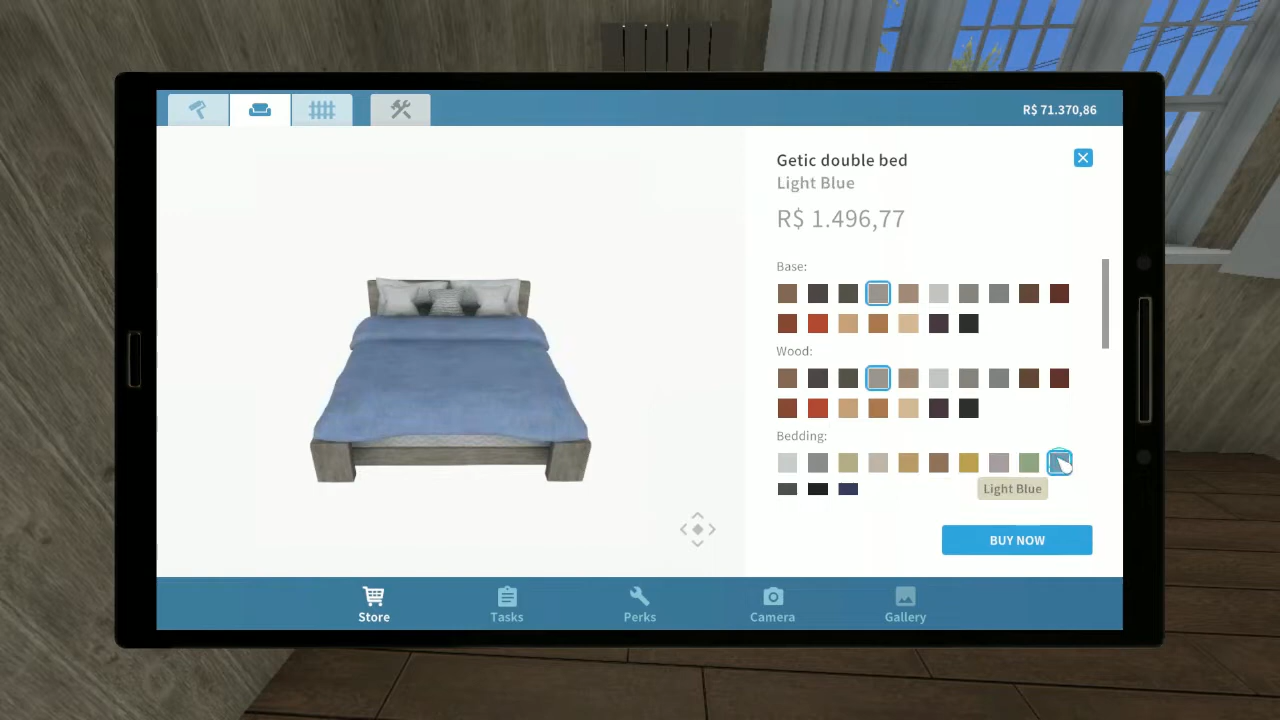 R$ 71.370,86
Getic double bed
Light Blue
R$ 1.496,77
Base:
Wood:
Bedding:
Light Blue
BUY NOW
Store
Tasks
Perks
Camera
Gallery